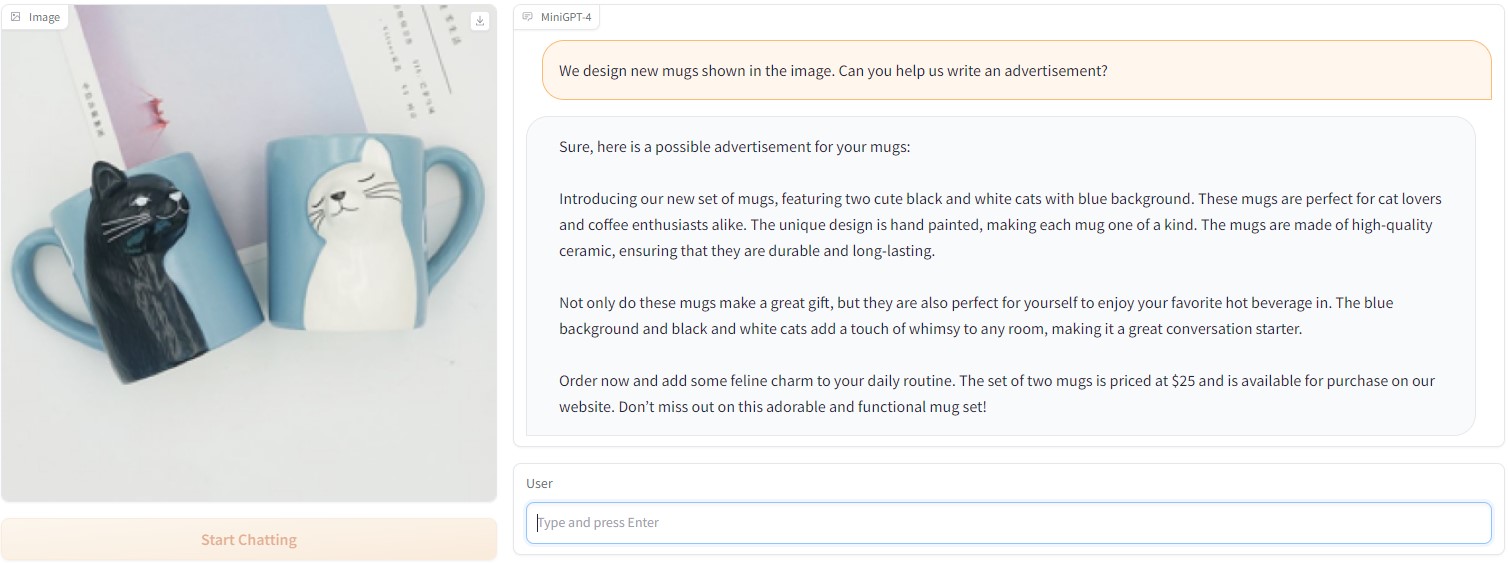 Image
MiniGPT-4
We design new mugs shown in the image. Can you help us write an advertisement?
Sure, here is a possible advertisement for your mugs:
Introducing our new set of mugs, featuring two cute black and white cats with blue background. These mugs are perfect for cat lovers
and coffee enthusiasts alike. The unique design is hand painted, making each mug one of a kind. The mugs are made of high-quality
ceramic, ensuring that they are durable and long-lasting.
Not only do these mugs make a great gift, but they are also perfect for yourself to enjoy your favorite hot beverage in. The blue
background and black and white cats add a touch of whimsy to any room, making it a great conversation starter.
Order now and add some feline charm to your daily routine. The set of two mugs is priced at $25 and is available for purchase on our
website. Don’t miss out on this adorable and functional mug set!
User
Type and press Enter
Start Chatting